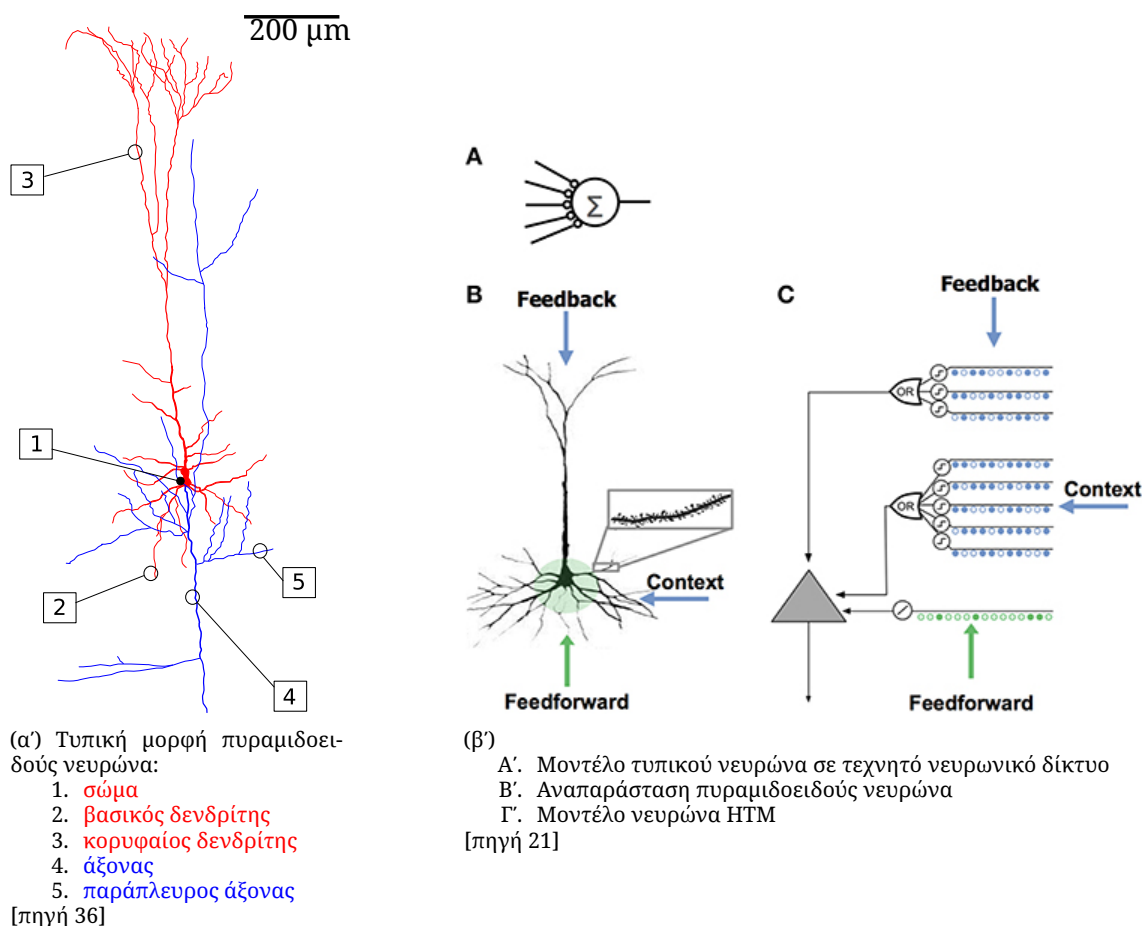 200 μm
3
1
2
5
4
(α′) Τυπική μορφή πυραμιδοει-
δούς νευρώνα:
1. σώμα
2. βασικός δενδρίτης
3. κορυφαίος δενδρίτης
4. άξονας
5. παράπλευρος άξονας
[πηγή 36]
A
Σ
B
Feedback
Context
Feedforward
C
Feedback
OR
OR
Context
Feedforward
(β′)
Α′. Μοντέλο τυπικού νευρώνα σε τεχνητό νευρωνικό δίκτυο
Β′. Αναπαράσταση πυραμιδοειδούς νευρώνα
Γ′. Μοντέλο νευρώνα HTM
[πηγή 21]